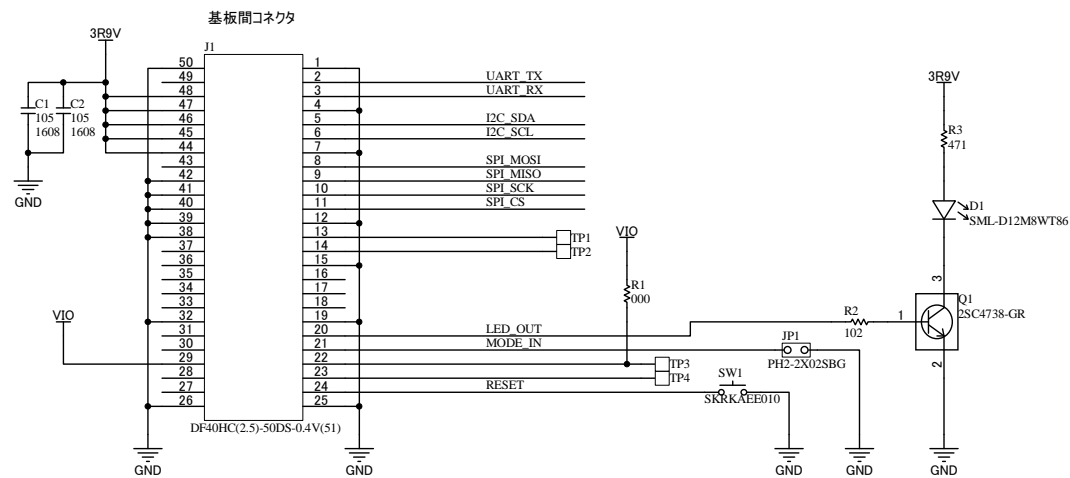 基板間コネクタ
3R9V
J1
C1
105
1608
C2
105
1608
GND
50
49
48
47
46
45
44
43
42
41
40
39
38
37
36
35
34
33
32
31
30
29
28
27
26
1
2
3
4
5
6
7
8
9
10
11
12
13
14
15
16
17
18
19
20
21
22
23
24
25
UART_TX
UART_RX
I2C_SDA
I2C_SCL
SPI_MOSI
SPI_MISO
SPI_SCK
SPI_CS
TP1
TP2
VIO
R1
000
LED_OUT
MODE_IN
TP3
TP4
RESET
VIO
DF40HC(2.5)-50DS-0.4V(51)
GND
GND
SW1
SKRKAEE010
GND
JP1
PH2-2X02SBG
GND
R2
102
3R9V
R3
471
D1
SML-D12M8WT86
3
1
2
Q1
2SC4738-GR
GND